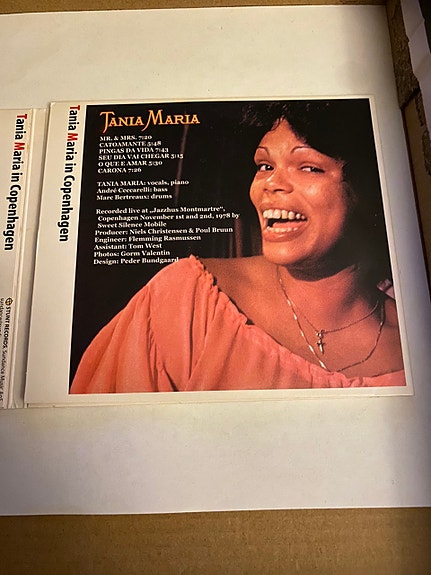 Tania Maria in Copenhagen
STUNT RECORDS,
Tania Maria in Copenhagen
TANIA MARIA
MR. & MRS. 7:20
CATOAMANTE 5:48
PINGAS DA VIDA 7:43
SEU DIA VAI CHEGAR 5:15
O QUE E AMAR 5:30
CARONA 7:26
TANIA MARIA: vocals, piano
André Ceccarelli: bass
Marc Bertreaux: drums
Recorded live at „Jazzhus Montmartre",
Copenhagen November 1st and 2nd, 1978 by
Sweet Silence Mobile
Producer: Niels Christensen & Poul Bruun
Engineer: Flemming Rasmussen
Assistant: Tom West
Photos: Gorm Valentin
Design: Peder Bundgaard